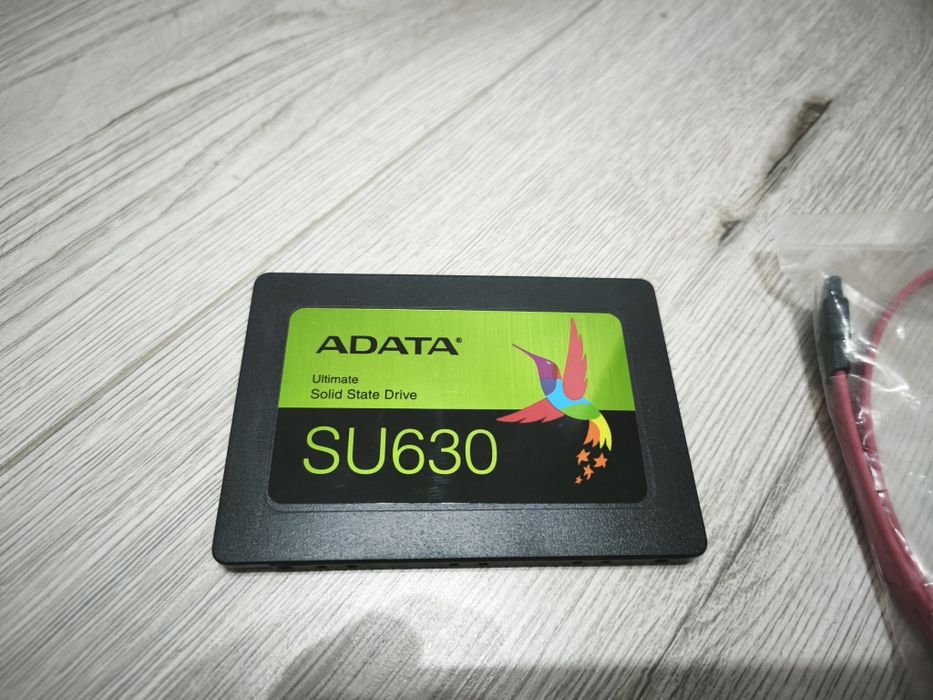 ADATA®
Ultimate
Solid State Drive
SU630